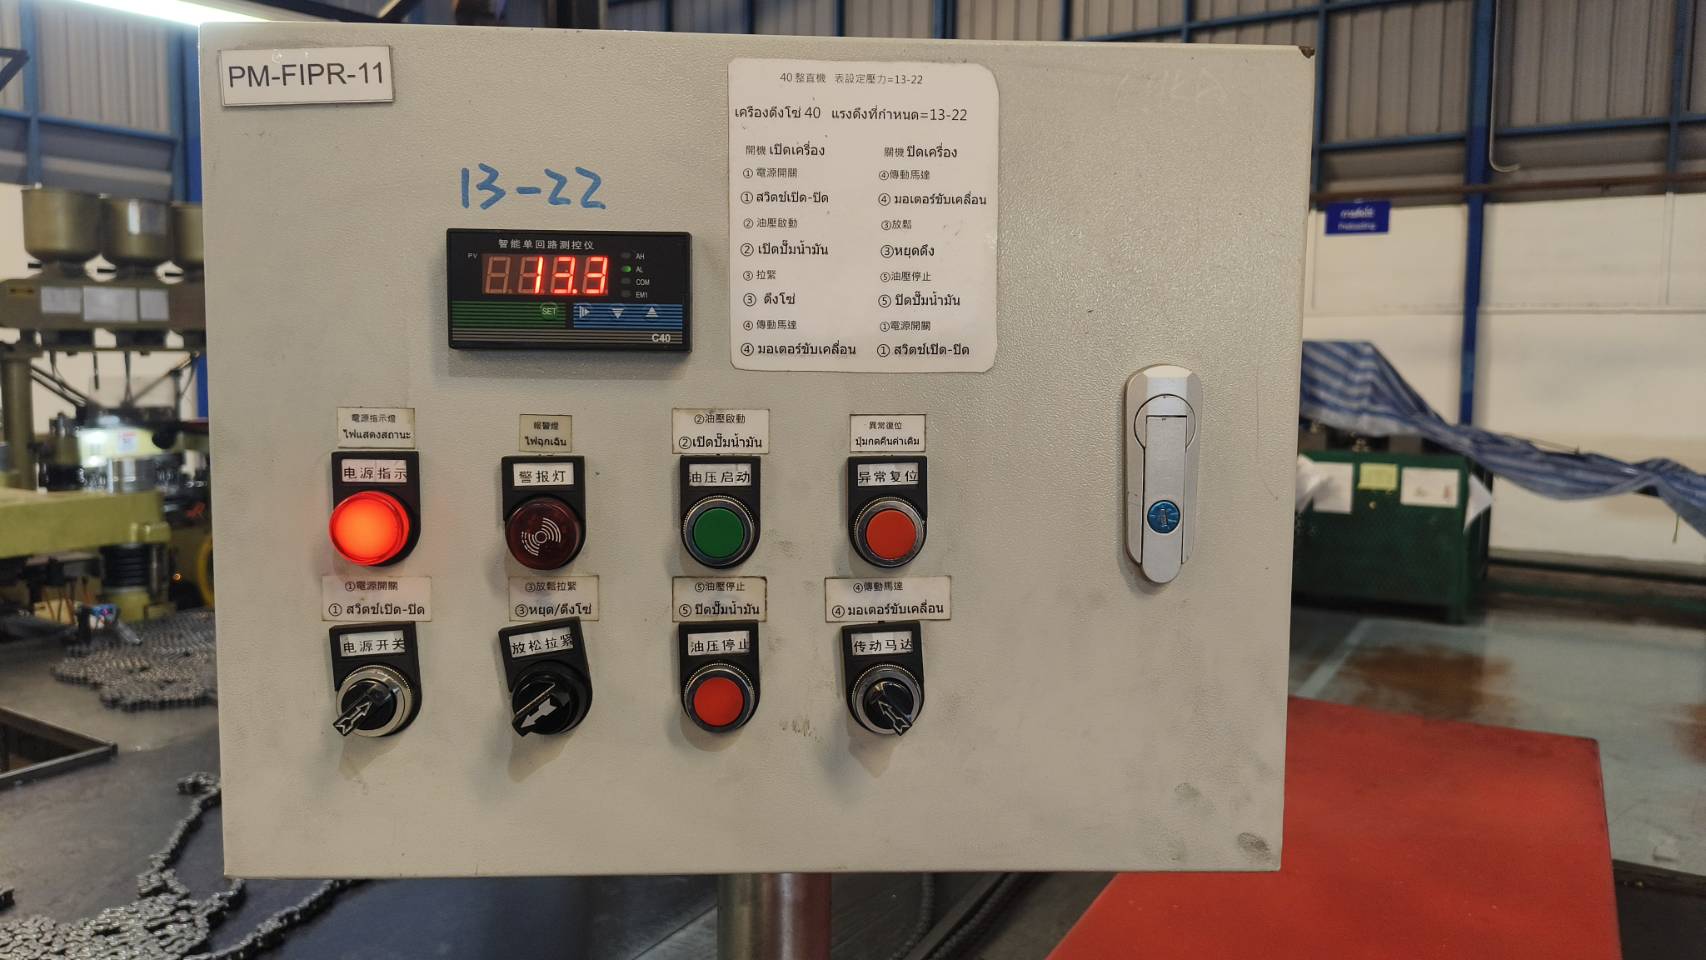 PM-FIPR-11
13-22
40 整直機 表設定壓力=13-22
เครื่องดึงโซ่ 40 แรงดึงที่กำหนด=13-22
開機 เปิดเครื่อง 關機 ปิดเครื่อง
① 電源開關 ④傳動馬達
① สวิตช์เปิด-ปิด ④ มอเตอร์ขับเคลื่อน
② 油壓啟動 ③放鬆
② เปิดปั๊มน้ำมัน ③หยุดดึง
③ 拉緊 ⑤油壓停止
③ ดึงโซ่ ⑤ ปิดปั๊มน้ำมัน
④ 傳動馬達 ①電源開關
④ มอเตอร์ขับเคลื่อน ① สวิตช์เปิด-ปิด
智能单回路测控仪
PV
13.3
AH
AL
COM
EM1
SET
C40
電源指示燈
ไฟแสดงสถานะ
电源指示
報警燈
ไฟฉุกเฉิน
警报灯
②油壓啟動
②เปิดปั๊มน้ำมัน
油压启动
異常復位
ปุ่มกดคืนค่าเดิม
异常复位
①電源開關
① สวิตช์เปิด-ปิด
电源开关
③放鬆拉緊
③หยุด/ดึงโซ่
放松拉紧
⑤油壓停止
⑤ ปิดปั๊มน้ำมัน
油压停止
④傳動馬達
④ มอเตอร์ขับเคลื่อน
传动马达